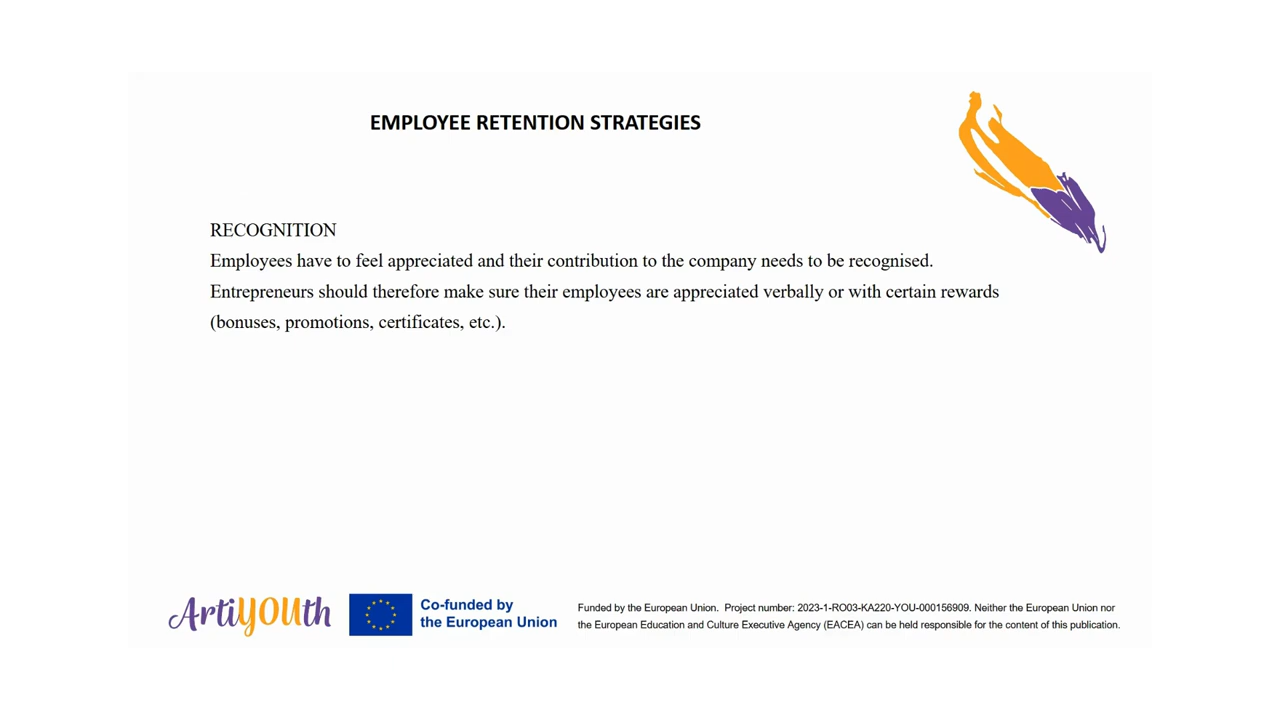 EMPLOYEE RETENTION STRATEGIES
RECOGNITION
Employees have to feel appreciated and their contribution to the company needs to be recognised.
Entrepreneurs should therefore make sure their employees are appreciated verbally or with certain rewards
(bonuses, promotions, certificates, etc.).
ArtiYOUth
Co-funded by
the European Union
Funded by the European Union. Project number: 2023-1-RO03-KA220-YOU-000156909. Neither the European Union nor
the European Education and Culture Executive Agency (EACEA) can be held responsible for the content of this publication.